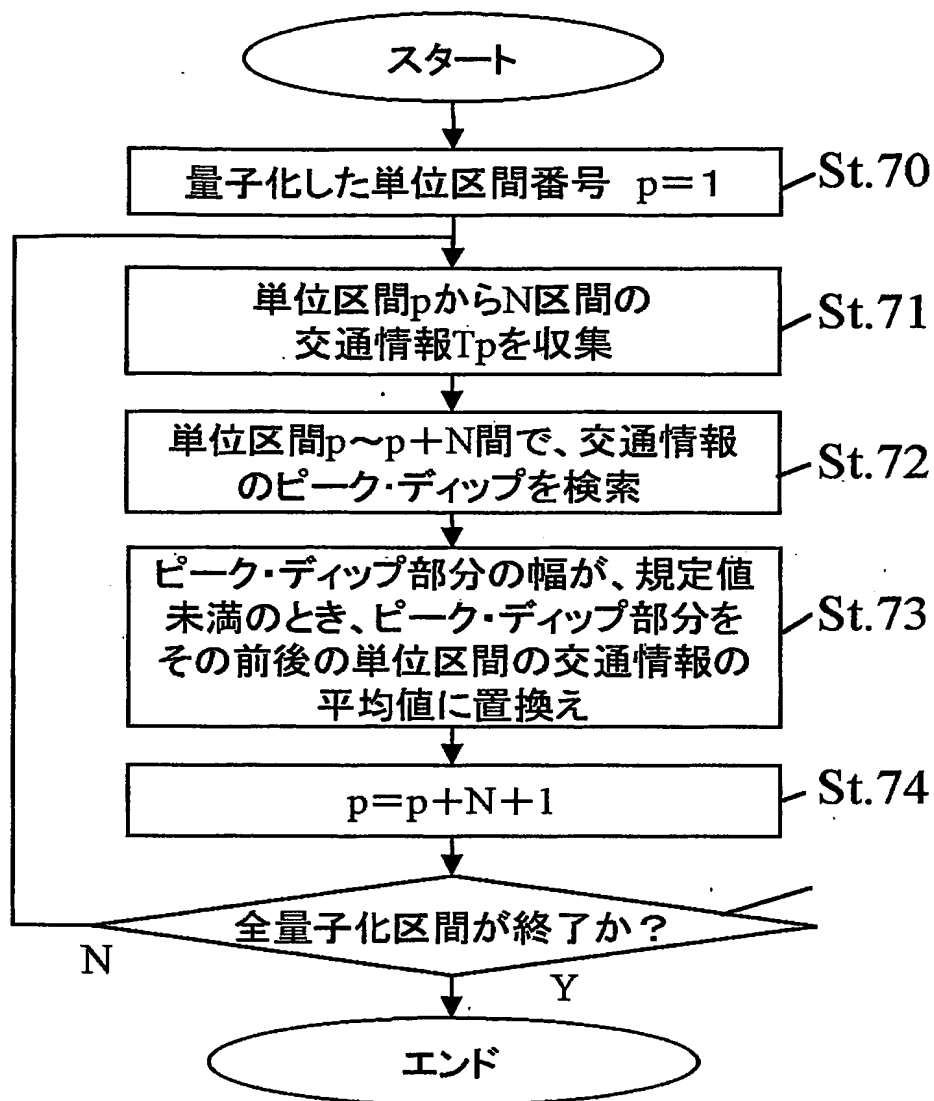 スタート
量子化した単位区間番号 p=1
St.70
単位区間pからN区間の
交通情報Tpを収集
St.71
単位区間p~p+N間で、交通情報
のピーク・ディップを検索
St.72
ピーク・ディップ部分の幅が、規定値
未満のとき、ピーク・ディップ部分を
その前後の単位区間の交通情報の
平均値に置換え
St.73
p=p+N+1
St.74
全量子化区間が終了か?
N
Y
エンド